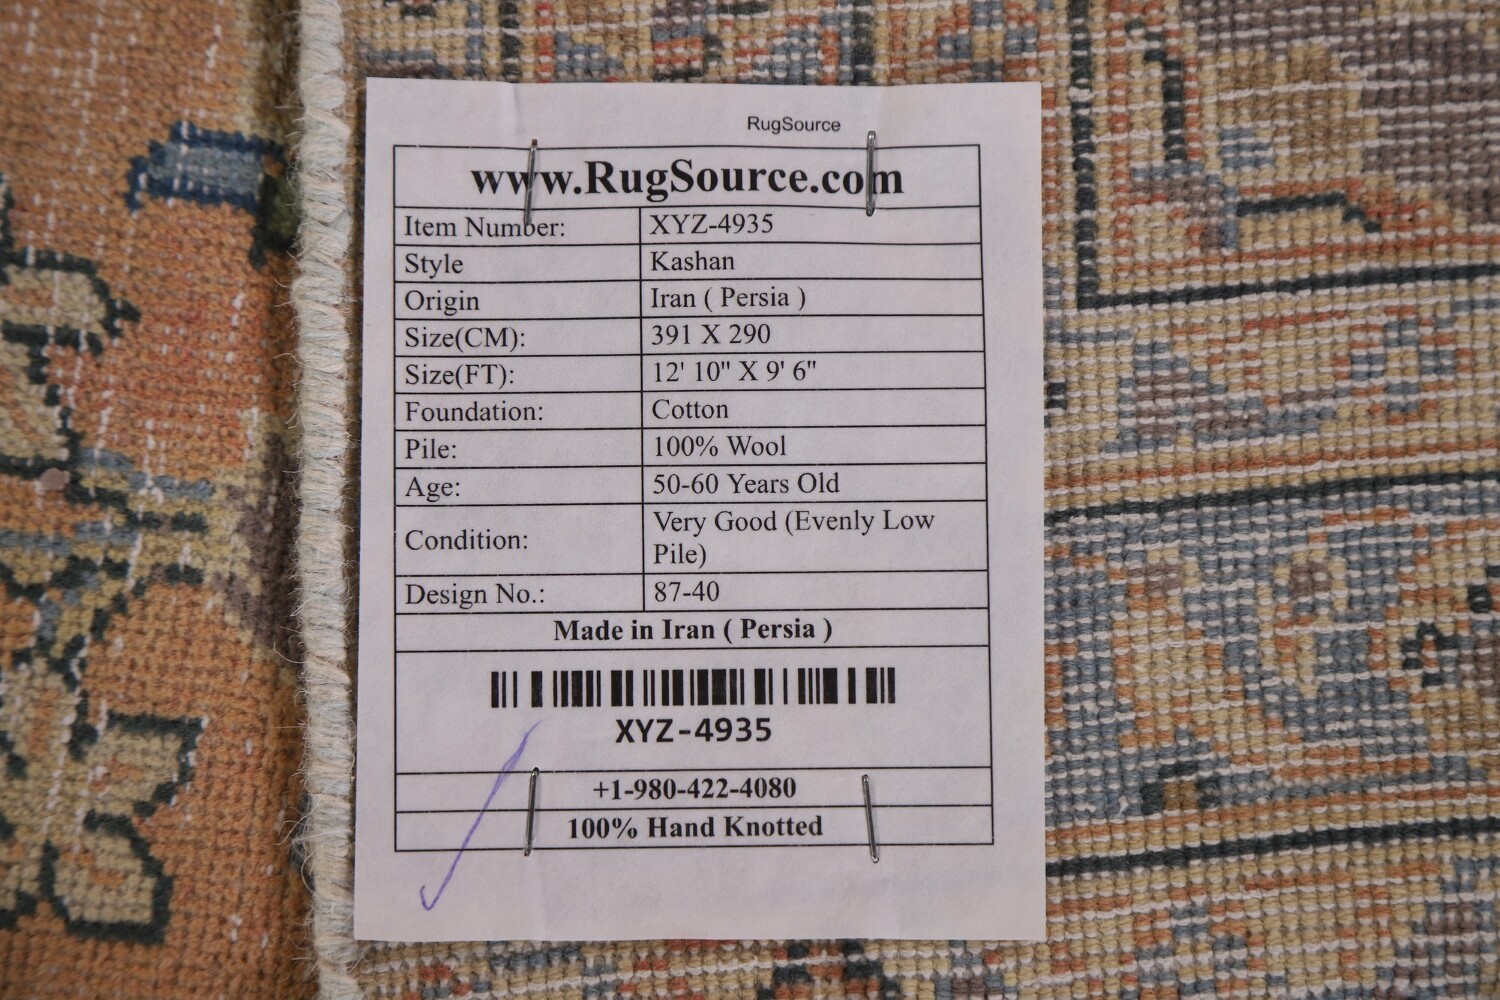 RugSource
www.RugSource.com
Item Number: XYZ-4935
Style Kashan
Origin Iran ( Persia )
Size(CM): 391 X 290
Size(FT): 12' 10" X 9' 6"
Foundation: Cotton
Pile: 100% Wool
Age: 50-60 Years Old
Condition: Very Good (Evenly Low
Pile)
Design No.: 87-40
Made in Iran ( Persia )
XYZ-4935
+1-980-422-4080
100% Hand Knotted